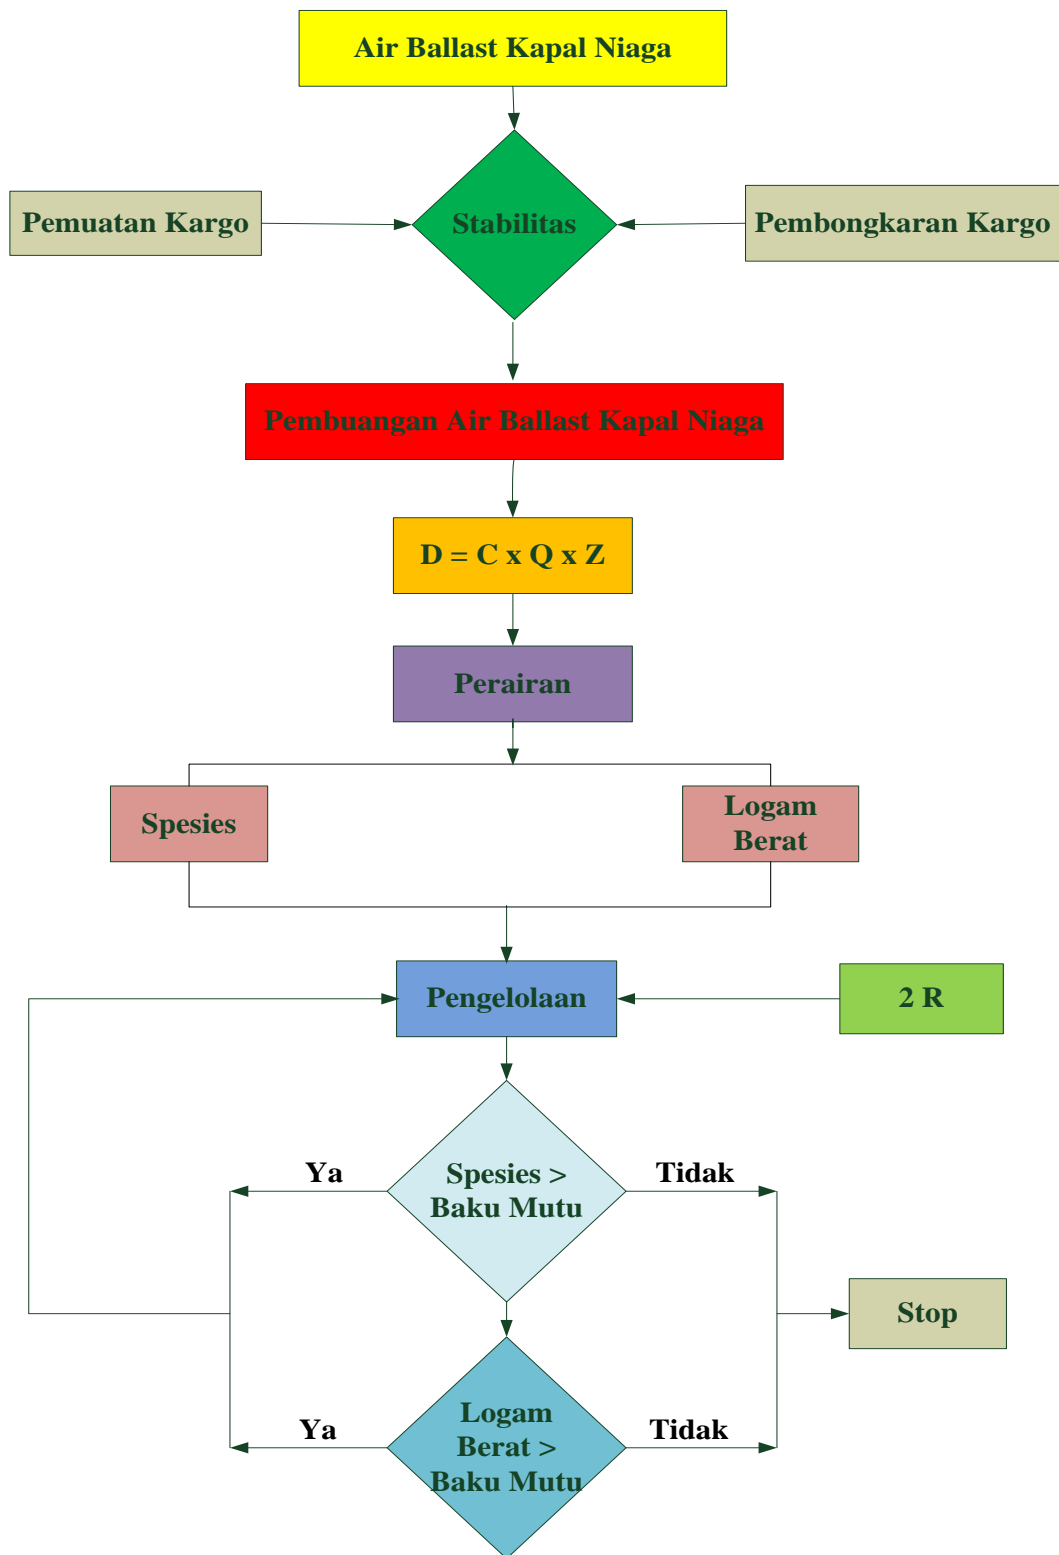 Air Ballast Kapal Niaga
Pemuatan Kargo
Stabilitas
Pembongkaran Kargo
Pembuangan Air Ballast Kapal Niaga
D = C x Q x Z
Perairan
Spesies
Logam
Berat
Pengelolaan
2 R
Ya
Spesies >
Baku Mutu
Tidak
Stop
Ya
Logam
Berat >
Baku Mutu
Tidak